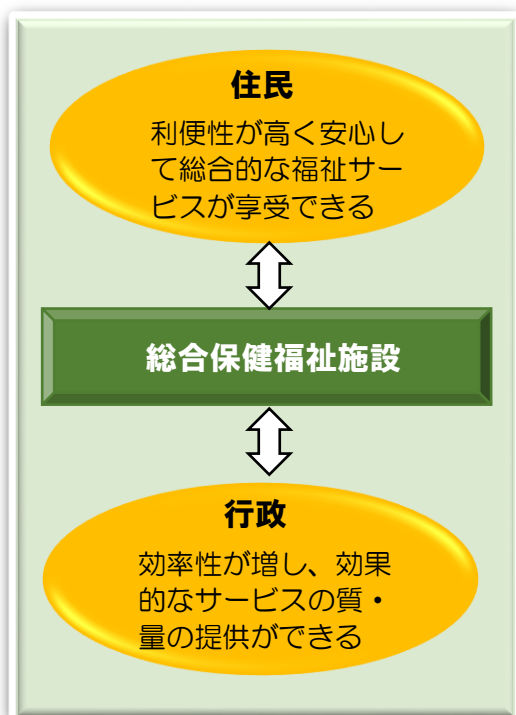 住民
利便性が高く安心し
て総合的な福祉サー
ビスが享受できる
総合保健福祉施設
行政
効率性が増し、効果
的なサービスの質・
量の提供ができる